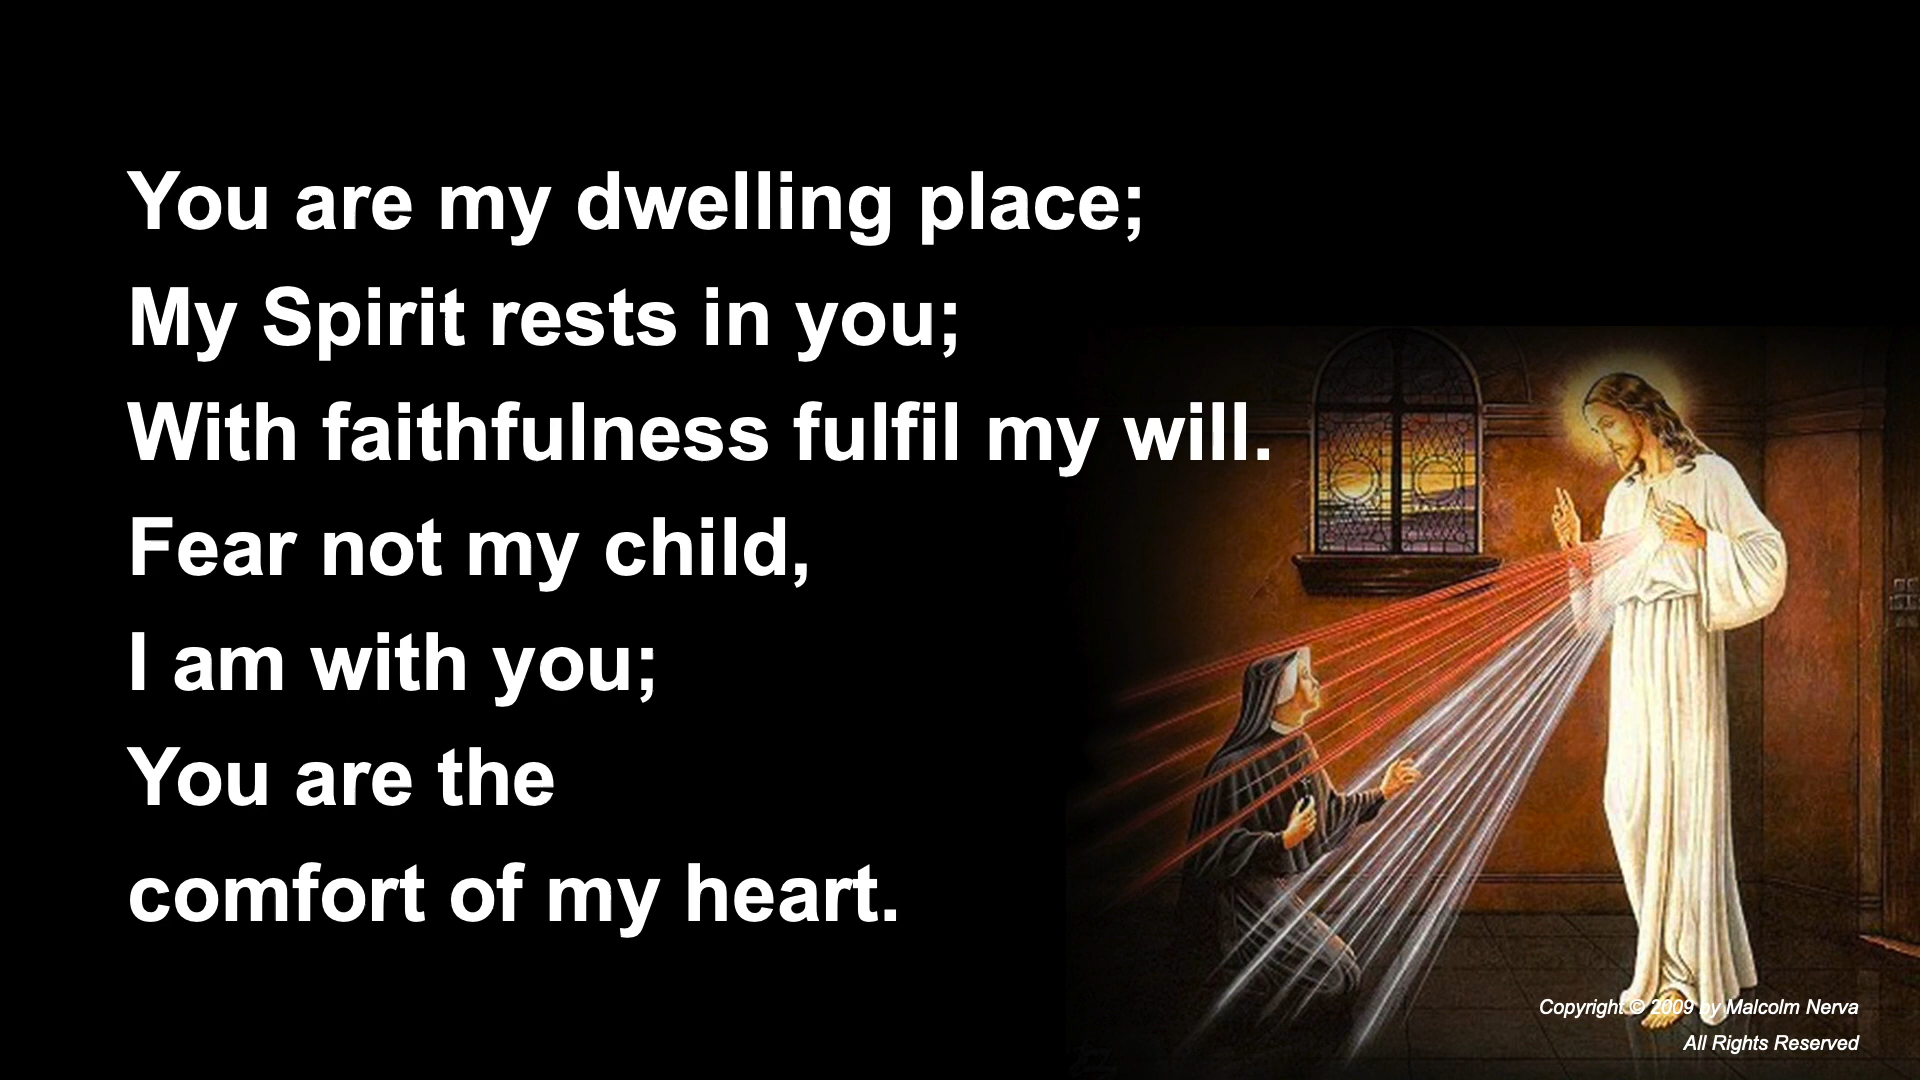 You are my dwelling place;
My Spirit rests in you;
With faithfulness fulfil my will.
Fear not my child,
I am with you;
You are the
comfort of my heart.
Copyright © 2009 by Malcolm Nerva
All Rights Reserved